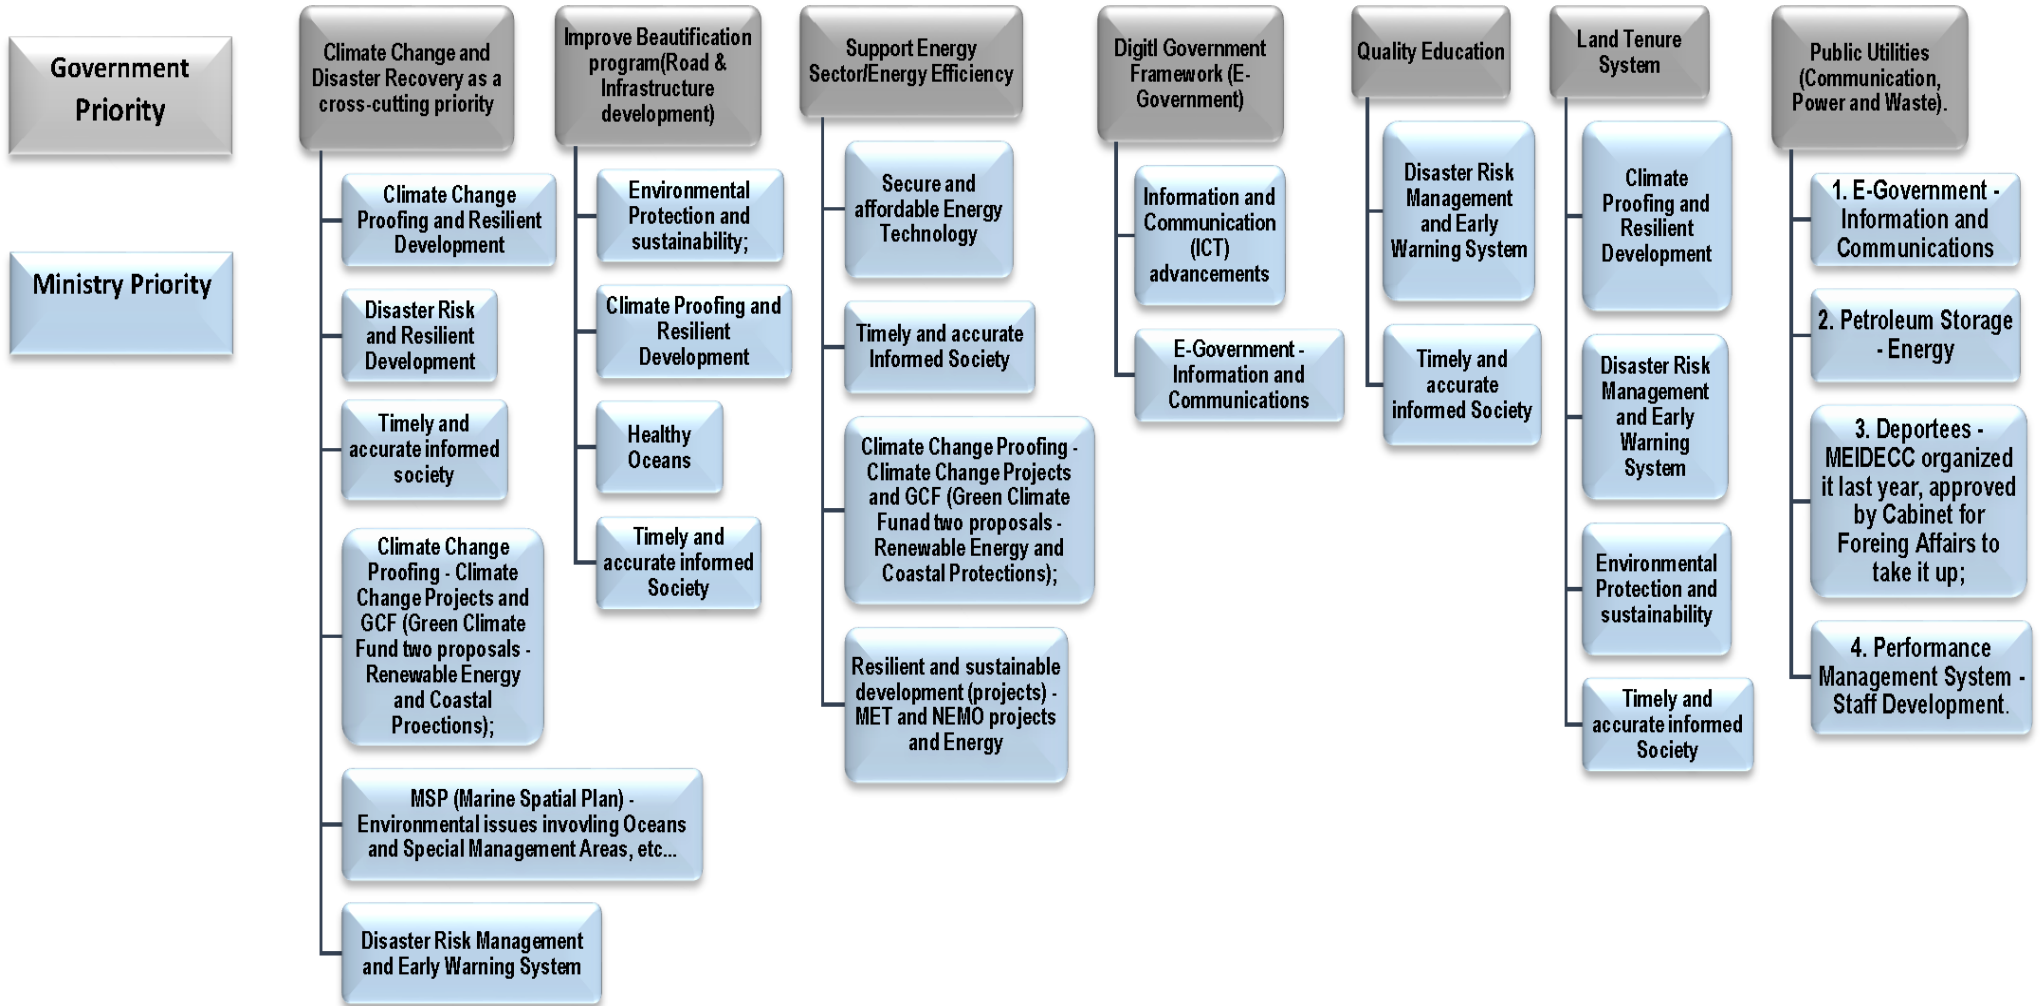 Government
Priority
Ministry Priority
Climate Change and
Disaster Recovery as a
cross-cutting priority
Climate Change
Proofing and Resilient
Development
Disaster Risk
and Resilient
Development
Timely and
accurate informed
society
Climate Change
Proofing - Climate
Change Projects and
GCF (Green Climate
Fund two proposals -
Renewable Energy
and Coastal
Proections);
MSP (Marine Spatial Plan) -
Environmental issues invovling Oceans
and Special Management Areas, etc...
Disaster Risk Management
and Early Warning System
Improve Beautification
program(Road &
Infrastructure
development)
Environmental
Protection and
sustainability;
Climate Proofing and
Resilient
Development
Healthy
Oceans
Timely and
accurate informed
Society
Support Energy
Sector/Energy Efficiency
Secure and
affordable Energy
Technology
Timely and accurate
Informed Society
Climate Change Proofing -
Climate Change Projects
and GCF (Green Climate
Funad two proposals -
Renewable Energy and
Coastal Protections);
Resilient and sustainable
development (projects) -
MET and NEMO projects
and Energy
Digitl Government
Framework (E-
Government)
Information and
Communication
(ICT)
advancements
E-Government -
Information and
Communications
Quality Education
Disaster Risk
Management
and Early
Warning System
Timely and
accurate
informed Society
Land Tenure
System
Climate
Proofing and
Resilient
Development
Disaster Risk
Management
and Early
Warning
System
Environmental
Protection and
sustainability
Timely and
accurate informed
Society
Public Utilities
(Communication,
Power and Waste).
1. E-Government -
Information and
Communications
2. Petroleum Storage
- Energy
3. Deportees -
MEIDECC organized
it last year, approved
by Cabinet for
Foreing Affairs to
take it up;
4. Performance
Management System -
Staff Development.